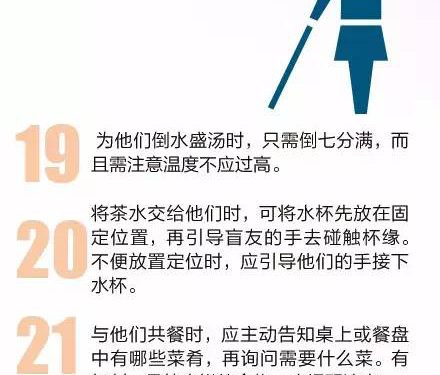 19
为他们倒水盛汤时，只需倒七分满，而
且需注意温度不应过高。
20
将茶水交给他们时，可将水杯先放在固
定位置，再引导盲友的手去碰触杯缘。
不便放置定位时，应引导他们的手接下
水杯。
21
与他们共餐时，应主动告知桌上或餐盘
中有哪些菜肴，再询问需要什么菜。有